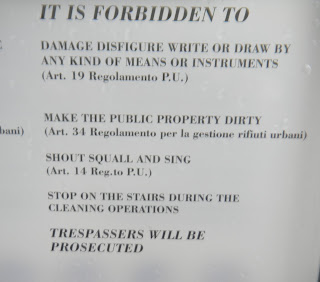 IT IS FORBIDDEN TO
DAMAGE DISFIGURE WRITE OR DRAW BY
ANY KIND OF MEANS OR INSTRUMENTS
(Art. 19 Regolamento P.U.)
MAKE THE PUBLIC PROPERTY DIRTY
bani) (Art. 34 Regolamento per la gestione rifiuti urbani)
SHOUT SQUALL AND SING
(Art. 14 Reg.to P.U.)
STOP ON THE STAIRS DURING THE
CLEANING OPERATIONS
TRESPASSERS WILL BE
PROSECUTED